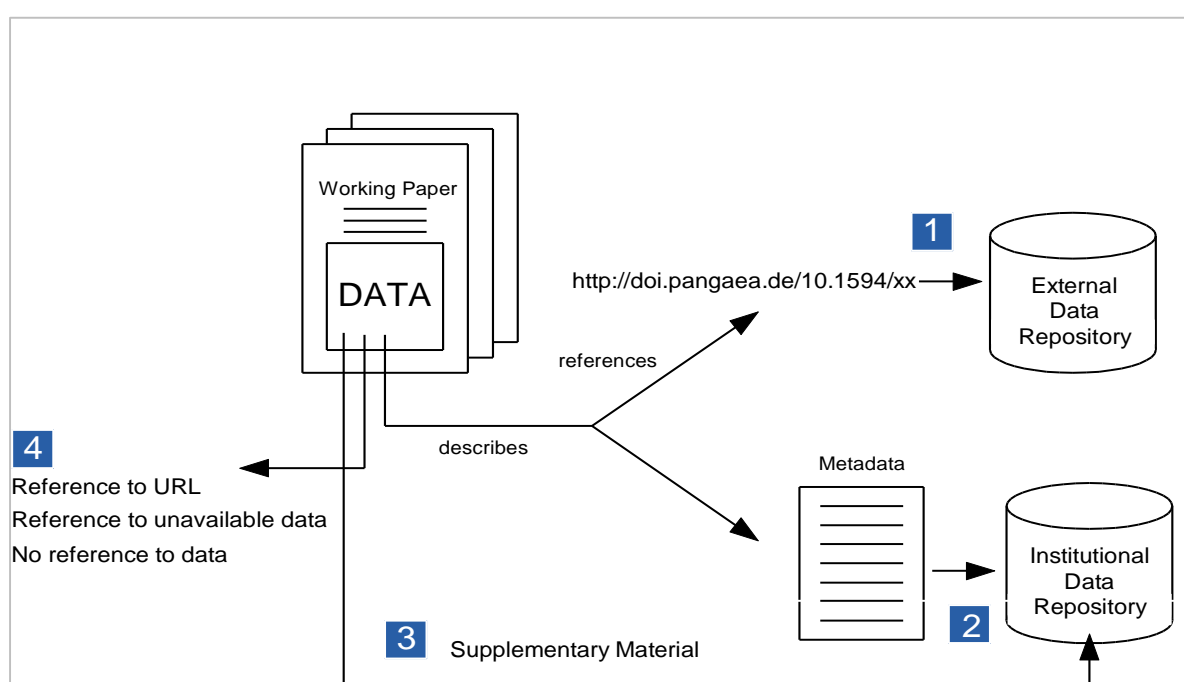 Working Paper
DATA
1
http://doi.pangaea.de/10.1594/xx
External
Data
Repository
references
describes
4
Reference to URL
Reference to unavailable data
No reference to data
Metadata
Institutional
Data
Repository
2
3
Supplementary Material